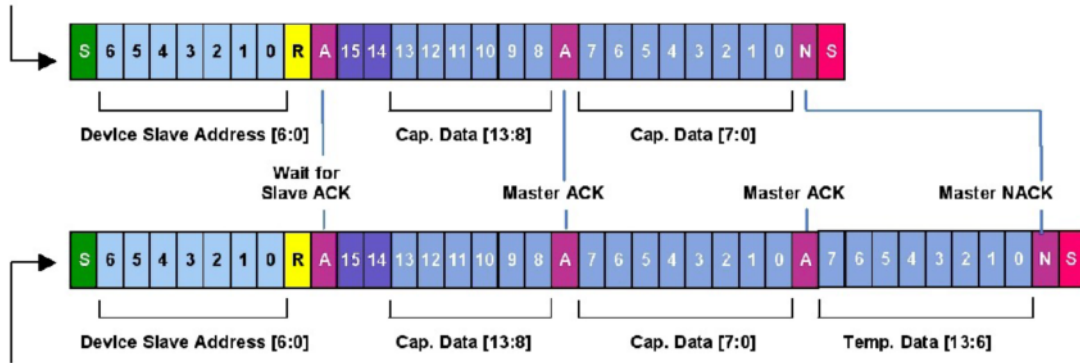 S 6 5 4 3 2 1 0 R A 15 14 13 12 11 10 9 8 A 7 6 5 4 3 2 1 0 N S
Device Slave Address [6:0] Cap. Data [13:8] Cap. Data [7:0]
Wait for
Slave ACK Master ACK Master ACK Master NACK
S 6 5 4 3 2 1 0 R A 15 14 13 12 11 10 9 8 A 7 6 5 4 3 2 1 0 A 7 6 5 4 3 2 1 0 N S
Device Slave Address [6:0] Cap. Data [13:8] Cap. Data [7:0] Temp. Data [13:6]